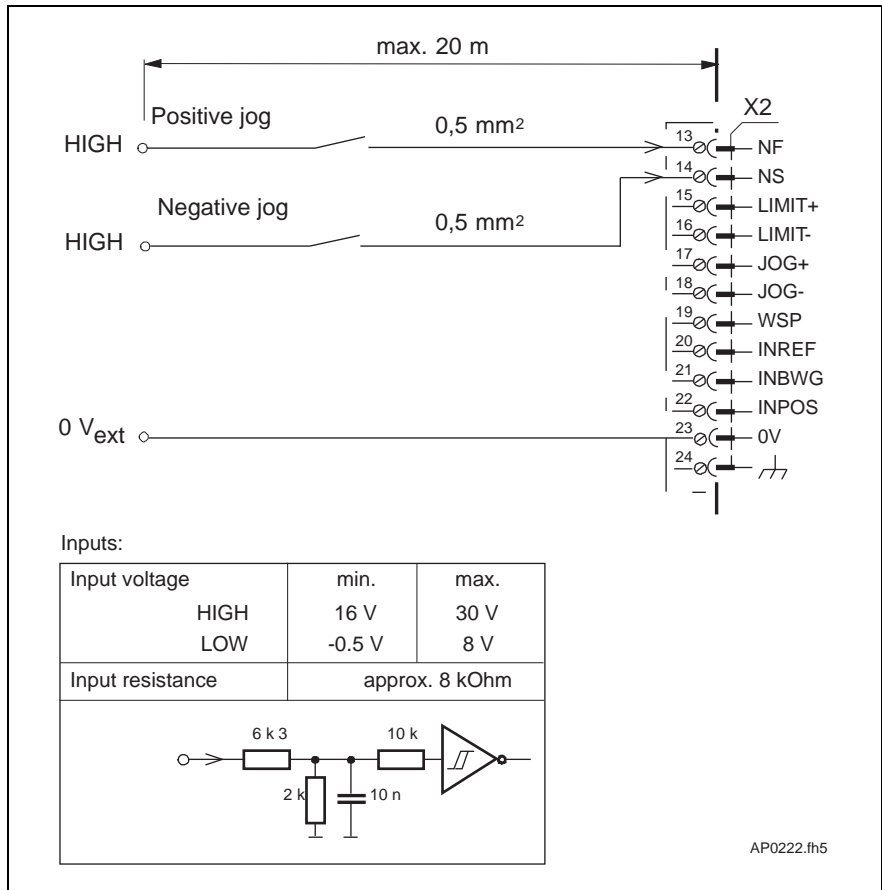 max. 20 m
X2
Positive jog
0,5 mm2
HIGH
13
NF
14
NS
15
LIMIT+
Negative jog
0,5 mm2
16
LIMIT-
HIGH
17
JOG+
18
JOG-
19
WSP
20
INREF
21
INBWG
22
INPOS
0 Vext
23
0V
24
Inputs:
Input voltage min. max.
HIGH 16 V 30 V
LOW -0.5 V 8 V
Input resistance approx. 8 kOhm
6 k 3 10 k
2 k 10 n
AP0222.fh5